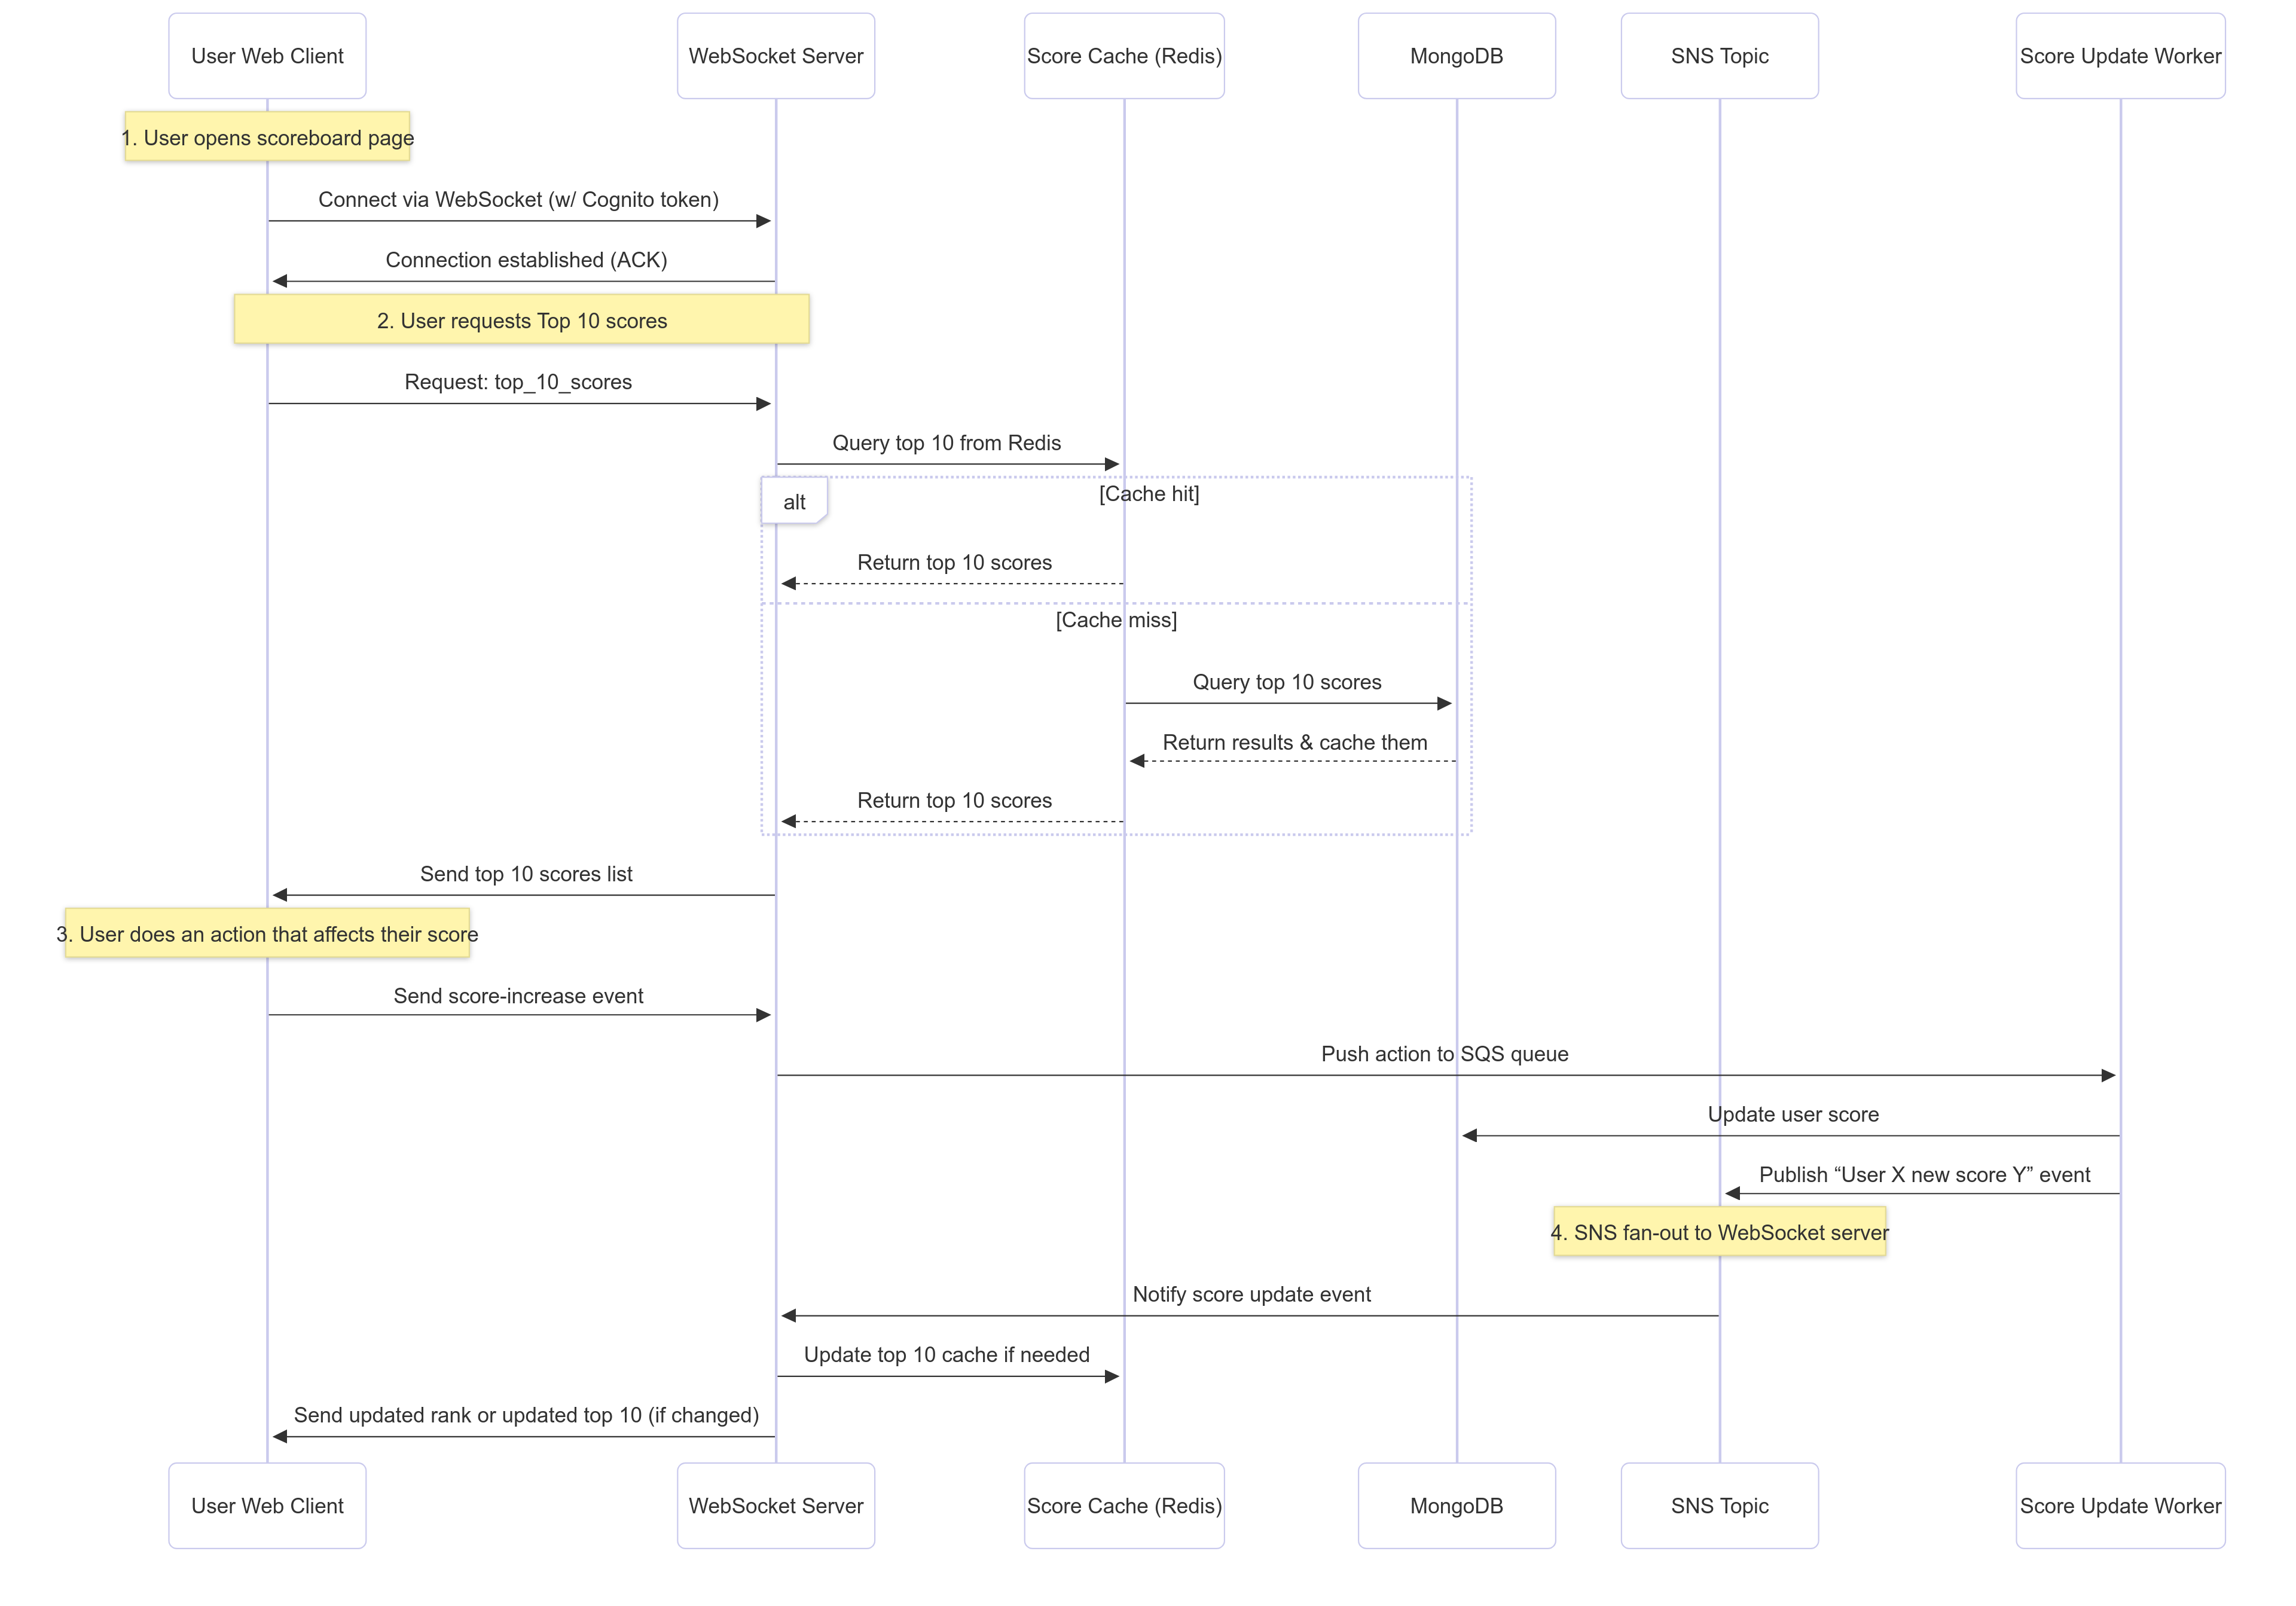 User Web Client
WebSocket Server
Score Cache (Redis)
MongoDB
SNS Topic
Score Update Worker
1. User opens scoreboard page
Connect via WebSocket (w/ Cognito token)
Connection established (ACK)
2. User requests Top 10 scores
Request: top_10_scores
Query top 10 from Redis
alt
[Cache hit]
Return top 10 scores
[Cache miss]
Query top 10 scores
Return results & cache them
Return top 10 scores
Send top 10 scores list
3. User does an action that affects their score
Send score-increase event
Push action to SQS queue
Update user score
Publish “User X new score Y” event
4. SNS fan-out to WebSocket server
Notify score update event
Update top 10 cache if needed
Send updated rank or updated top 10 (if changed)
User Web Client
WebSocket Server
Score Cache (Redis)
MongoDB
SNS Topic
Score Update Worker